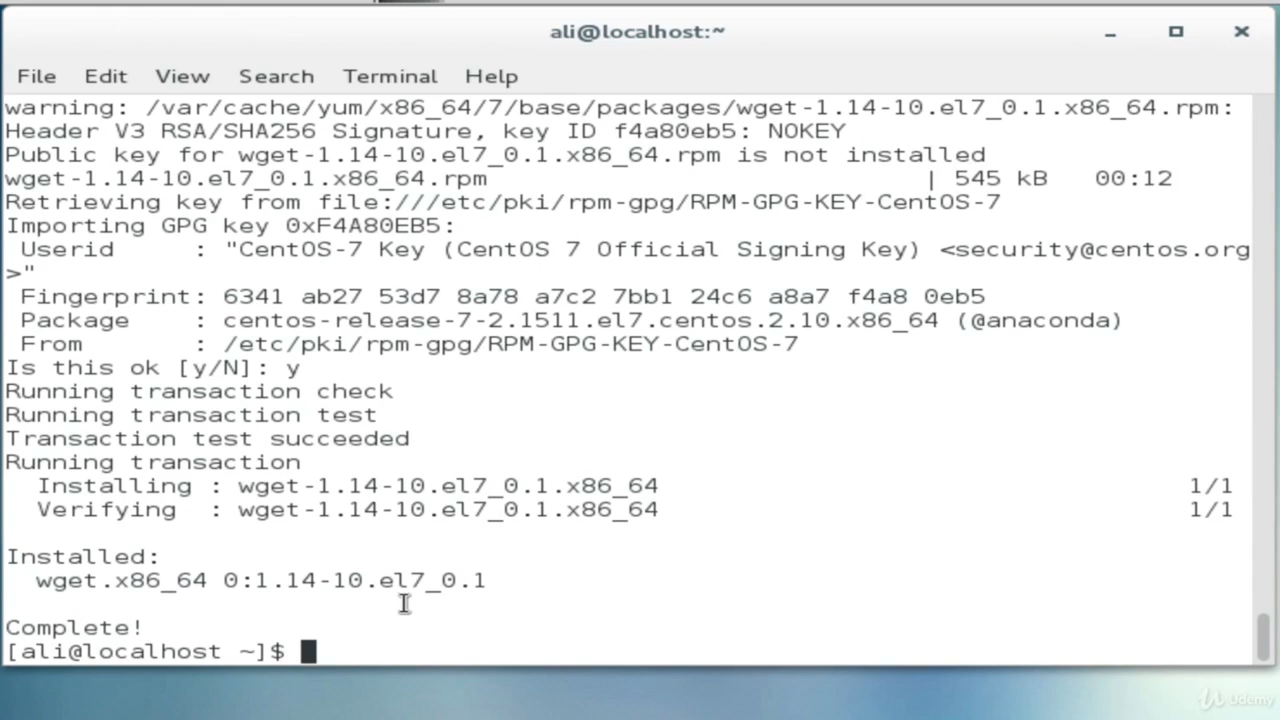 ali@localhost:~
File Edit View Search Terminal Help
warning: /var/cache/yum/x86_64/7/base/packages/wget-1.14-10.el7_0.1.x86_64.rpm:
Header V3 RSA/SHA256 Signature, key ID f4a80eb5: NOKEY
Public key for wget-1.14-10.el7_0.1.x86_64.rpm is not installed
wget-1.14-10.el7_0.1.x86_64.rpm | 545 kB 00:12
Retrieving key from file:///etc/pki/rpm-gpg/RPM-GPG-KEY-CentOS-7
Importing GPG key 0xF4A80EB5:
Userid : "CentOS-7 Key (CentOS 7 Official Signing Key) <security@centos.org
>"
Fingerprint: 6341 ab27 53d7 8a78 a7c2 7bb1 24c6 a8a7 f4a8 0eb5
Package : centos-release-7-2.1511.el7.centos.2.10.x86_64 (@anaconda)
From : /etc/pki/rpm-gpg/RPM-GPG-KEY-CentOS-7
Is this ok [y/N]: y
Running transaction check
Running transaction test
Transaction test succeeded
Running transaction
Installing : wget-1.14-10.el7_0.1.x86_64 1/1
Verifying : wget-1.14-10.el7_0.1.x86_64 1/1
Installed:
wget.x86_64 0:1.14-10.el7_0.1
Complete!
[ali@localhost ~]$
Udemy